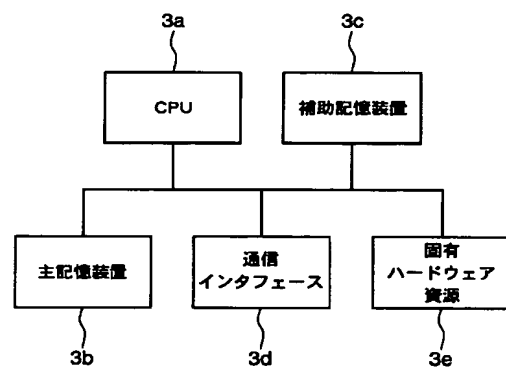 3a
3c
CPU
補助記憶装置
主記憶装置
通信
インタフェース
固有
ハードウェア
資源
3b
3d
3e